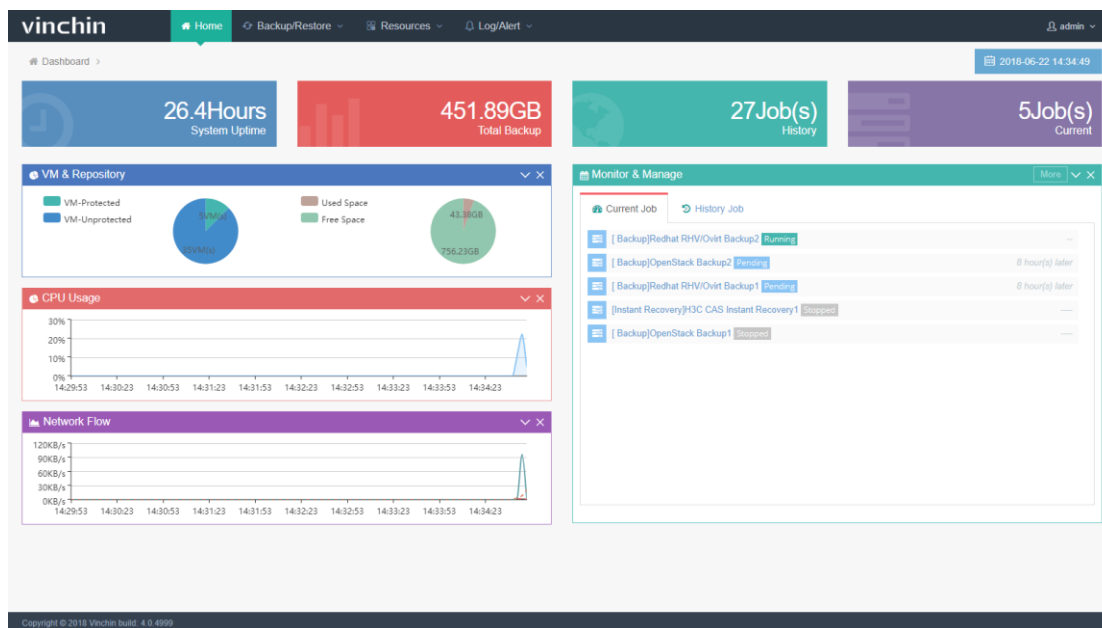 vinchin Home Backup/Restore Resources Log/Alert admin
Dashboard > 2018-06-22 14:34:49
26.4Hours
System Uptime
451.89GB
Total Backup
27Job(s)
History
5Job(s)
Current
VM & Repository
VM-Protected
VM-Unprotected
5VM(s)
35VM(s)
Used Space
Free Space
43.38GB
756.23GB
CPU Usage
30%
20%
10%
0%
14:29:53 14:30:23 14:30:53 14:31:23 14:31:53 14:32:23 14:32:53 14:33:23 14:33:53 14:34:23
Network Flow
120KB/s
90KB/s
60KB/s
30KB/s
0KB/s
14:29:53 14:30:23 14:30:53 14:31:23 14:31:53 14:32:23 14:32:53 14:33:23 14:33:53 14:34:23
Monitor & Manage More
Current Job History Job
[ Backup]Redhat RHV/Ovirt Backup2 Running --
[ Backup]OpenStack Backup2 Pending 8 hour(s) later
[ Backup]Redhat RHV/Ovirt Backup1 Pending 8 hour(s) later
[Instant Recovery]H3C CAS Instant Recovery1 Stopped ----
[ Backup]OpenStack Backup1 Stopped ----
Copyright © 2018 Vinchin build: 4.0.4999